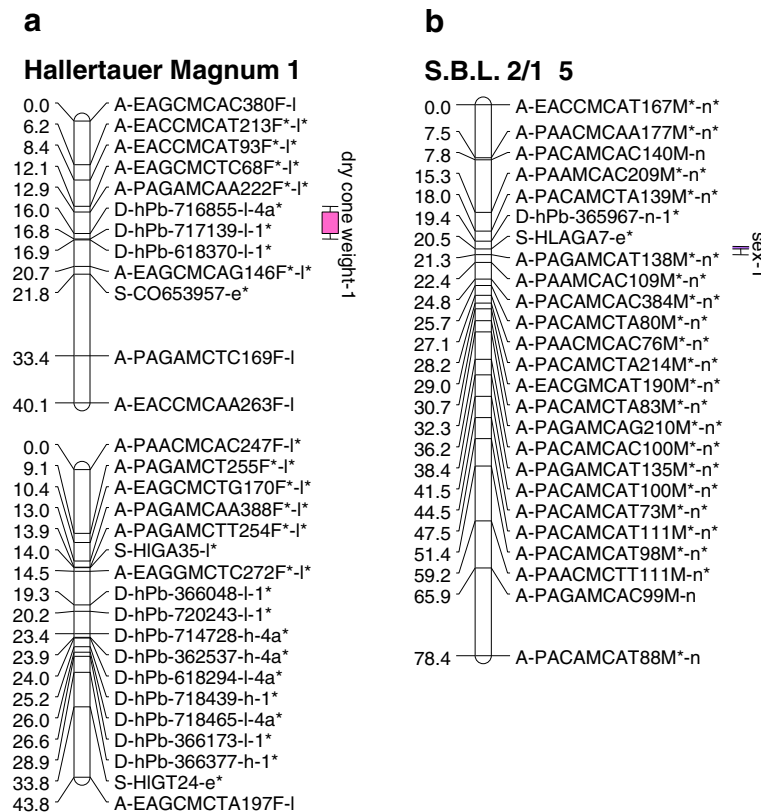 a
Hallertauer Magnum 1
0.0 A-EAGCMCAC380F-l
6.2 A-EACCMCAT213F*-l*
8.4 A-EACCMCAT93F*-l*
12.1 A-EAGCMCTC68F*-l*
12.9 A-PAGAMCAA222F*-l*
16.0 D-hPb-716855-l-4a*
16.8 D-hPb-717139-l-1*
16.9 D-hPb-618370-l-1*
20.7 A-EAGCMCAG146F*-l*
21.8 S-CO653957-e*
33.4 A-PAGAMCTC169F-l
40.1 A-EACCMCAA263F-l
dry cone weight-1
0.0 A-PAACMCAC247F-l*
9.1 A-PAGAMCT255F*-l*
10.4 A-EAGCMCTG170F*-l*
13.0 A-PAGAMCAA388F*-l*
13.9 A-PAGAMCTT254F*-l*
14.0 S-HlGA35-l*
14.5 A-EAGGMCTC272F*-l*
19.3 D-hPb-366048-l-1*
20.2 D-hPb-720243-l-1*
23.4 D-hPb-714728-h-4a*
23.9 D-hPb-362537-h-4a*
24.0 D-hPb-618294-l-4a*
25.2 D-hPb-718439-h-1*
26.0 D-hPb-718465-l-4a*
26.6 D-hPb-366173-l-1*
28.9 D-hPb-366377-h-1*
33.8 S-HlGT24-e*
43.8 A-EAGCMCTA197F-l
b
S.B.L. 2/1 5
0.0 A-EACCMCAT167M*-n*
7.5 A-PAACMCAA177M*-n*
7.8 A-PACAMCAC140M-n
15.3 A-PAAMCAC209M*-n*
18.0 A-PACAMCTA139M*-n*
19.4 D-hPb-365967-n-1*
20.5 S-HLAGA7-e*
21.3 A-PAGAMCAT138M*-n*
22.4 A-PAAMCAC109M*-n*
24.8 A-PACAMCAC384M*-n*
25.7 A-PACAMCTA80M*-n*
27.1 A-PAACMCAC76M*-n*
28.2 A-PACAMCTA214M*-n*
29.0 A-EACGMCAT190M*-n*
30.7 A-PACAMCTA83M*-n*
32.3 A-PAGAMCAG210M*-n*
36.2 A-PACAMCAC100M*-n*
38.4 A-PAGAMCAT135M*-n*
41.5 A-PACAMCAT100M*-n*
44.5 A-PACAMCAT73M*-n*
47.5 A-PACAMCAT111M*-n*
51.4 A-PACAMCAT98M*-n*
59.2 A-PAACMCTT111M-n*
65.9 A-PAGAMCAC99M-n
78.4 A-PACAMCAT88M*-n
sex-1